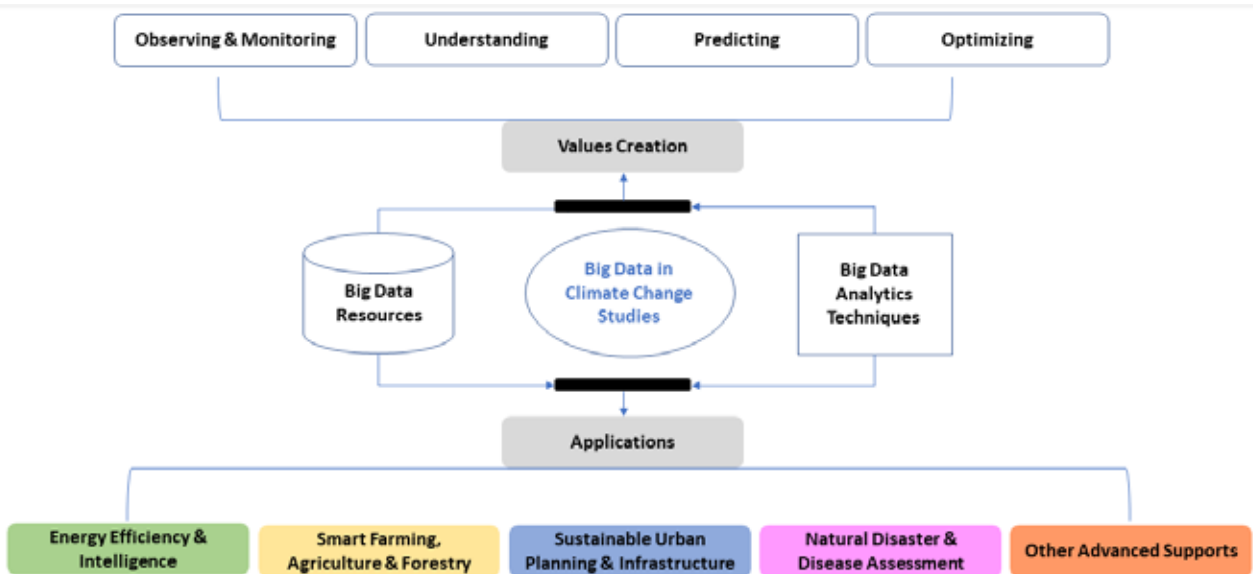 Observing & Monitoring
Understanding
Predicting
Optimizing
Values Creation
Big Data
Resources
Big Data in
Climate Change
Studies
Big Data
Analytics
Techniques
Applications
Energy Efficiency &
Intelligence
Smart Farming,
Agriculture & Forestry
Sustainable Urban
Planning & Infrastructure
Natural Disaster &
Disease Assessment
Other Advanced Supports